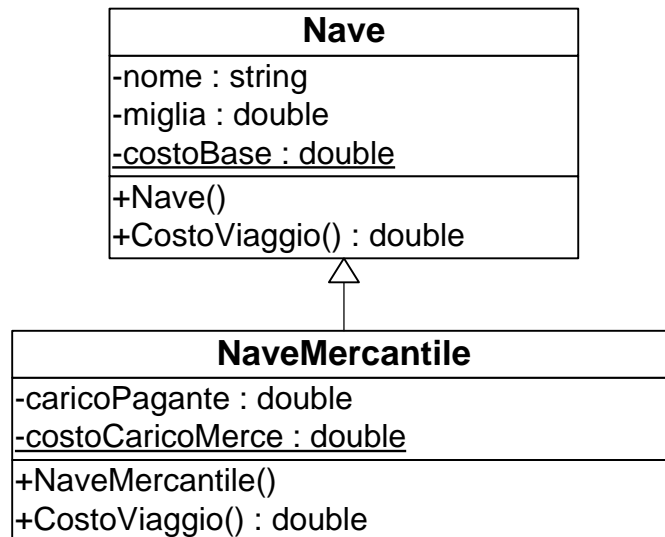 Nave
-nome : string
-miglia : double
-costoBase : double
+Nave()
+CostoViaggio() : double
NaveMercantile
-caricoPagante : double
-costoCaricoMerce : double
+NaveMercantile()
+CostoViaggio() : double